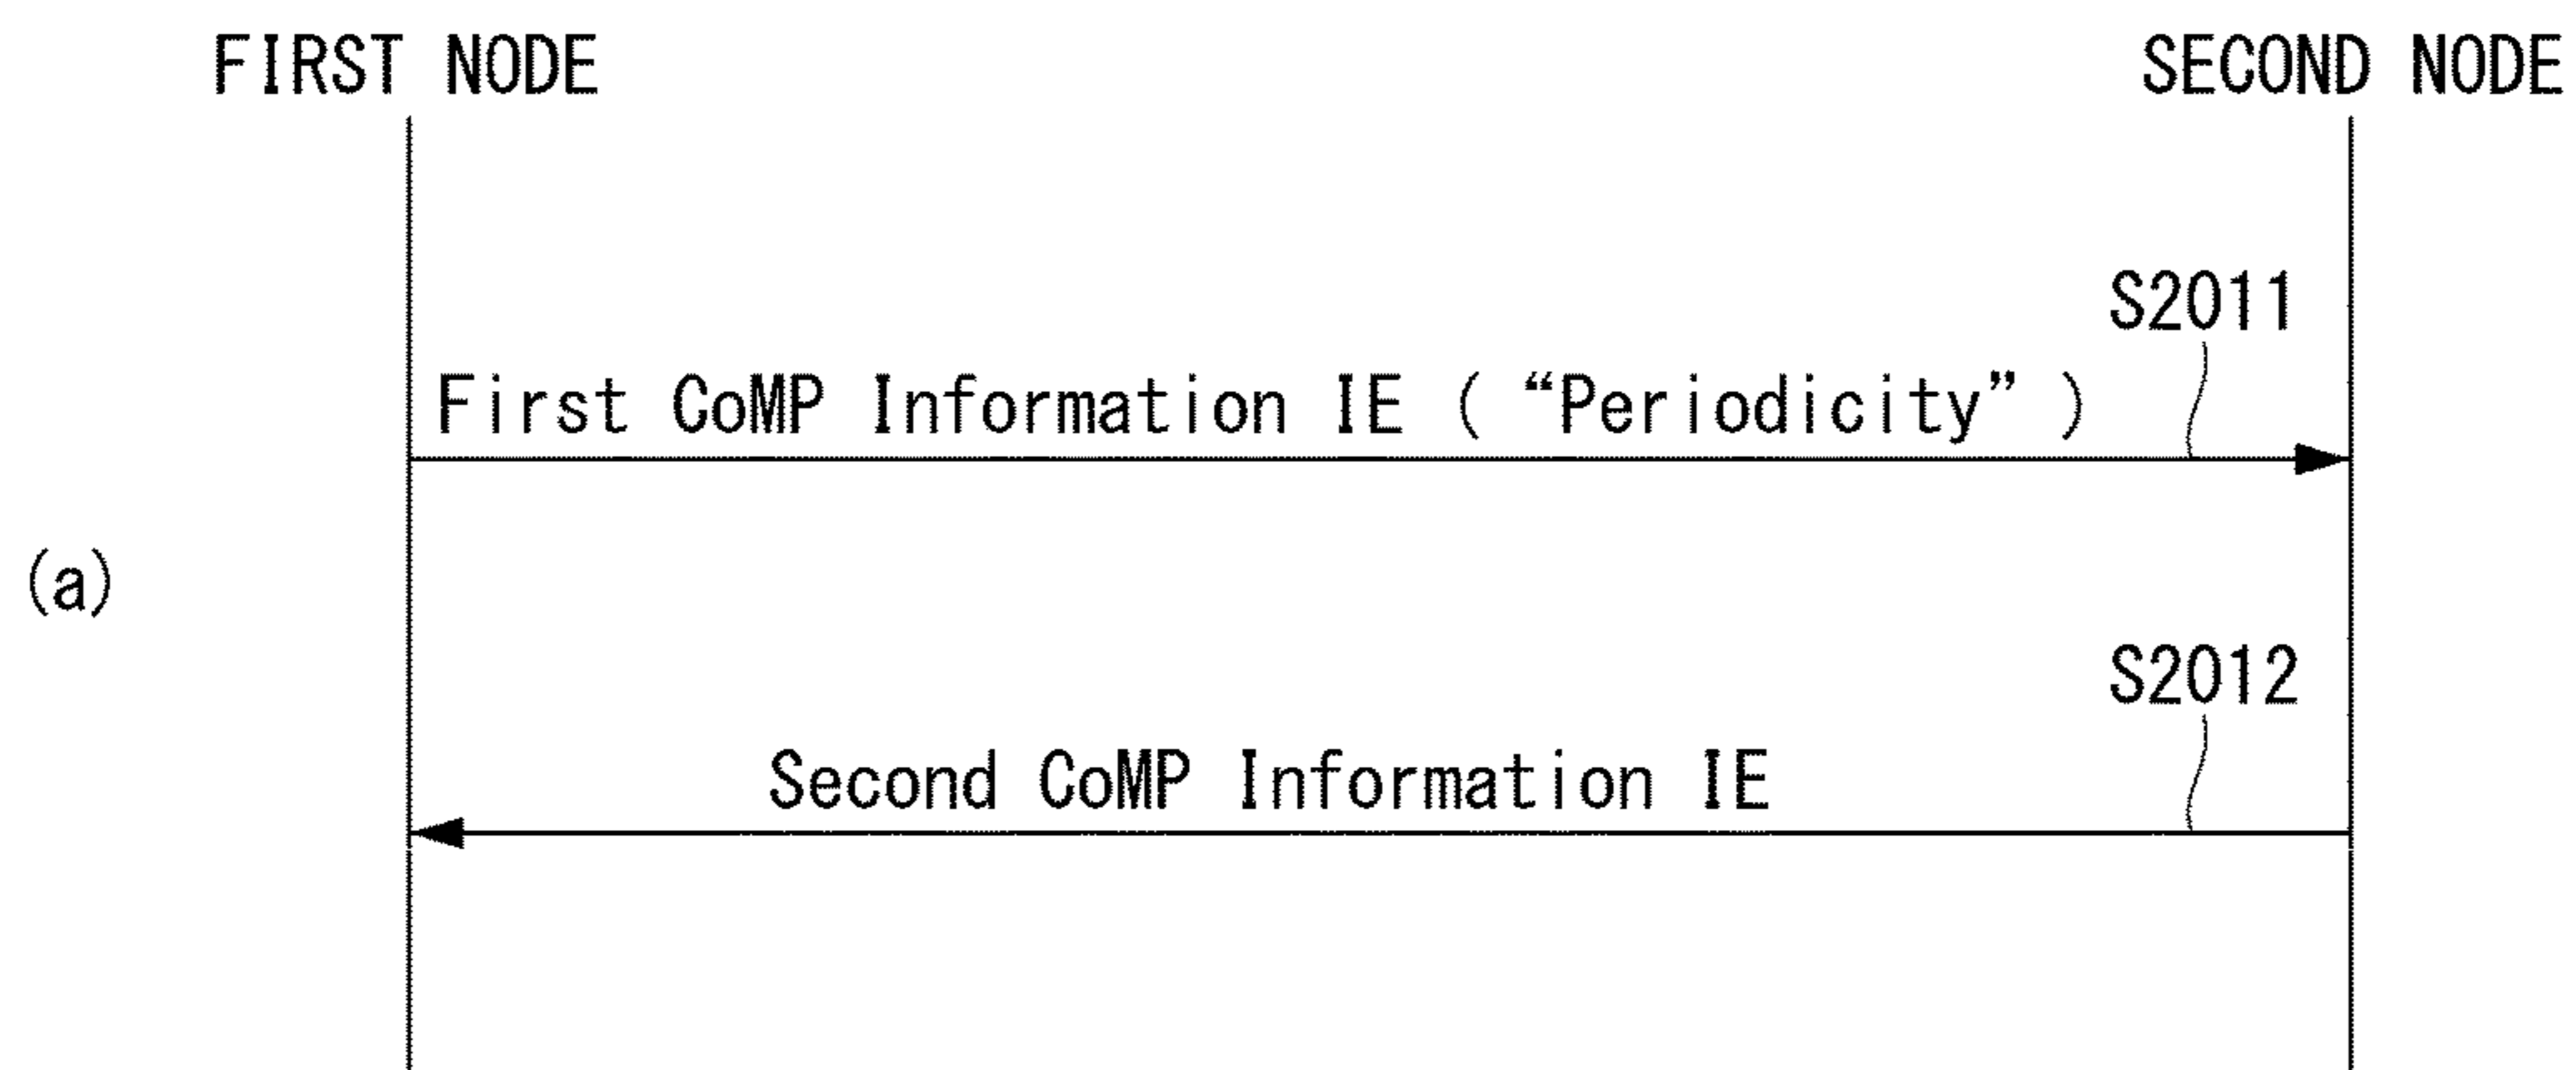 FIRST NODE SECOND NODE
S2011
First CoMP Information IE ( “Periodicity” )
(a)
S2012
Second CoMP Information IE